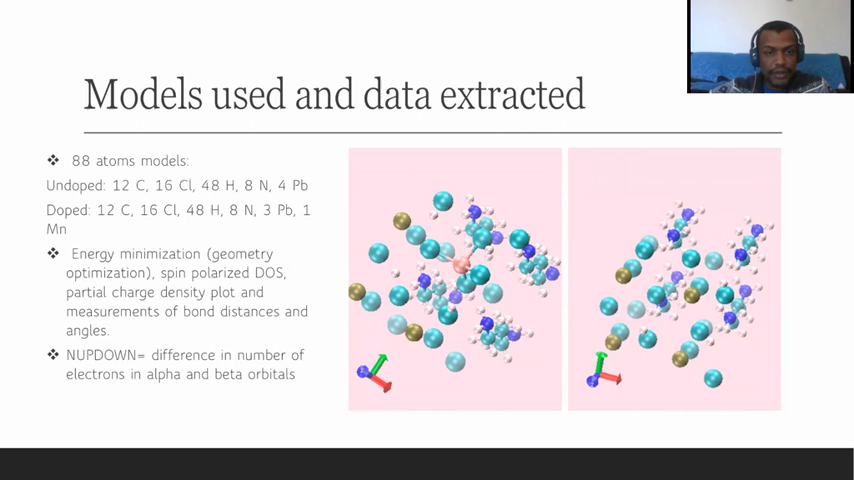 Models used and data extracted
❖ 88 atoms models:
Undoped: 12 C, 16 Cl, 48 H, 8 N, 4 Pb
Doped: 12 C, 16 Cl, 48 H, 8 N, 3 Pb, 1
Mn
❖ Energy minimization (geometry
optimization), spin polarized DOS,
partial charge density plot and
measurements of bond distances and
angles.
❖ NUPDOWN= difference in number of
electrons in alpha and beta orbitals